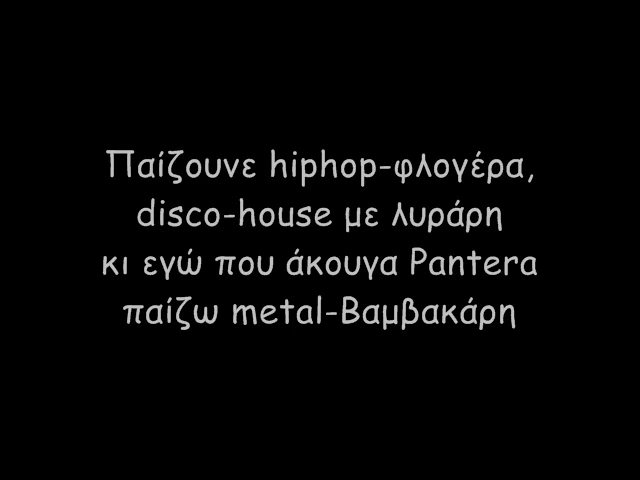 Παίζουνε hiphop-φλογέρα,
disco-house με λυράρη
κι εγώ που άκουγα Pantera
παίζω metal-Βαμβακάρη